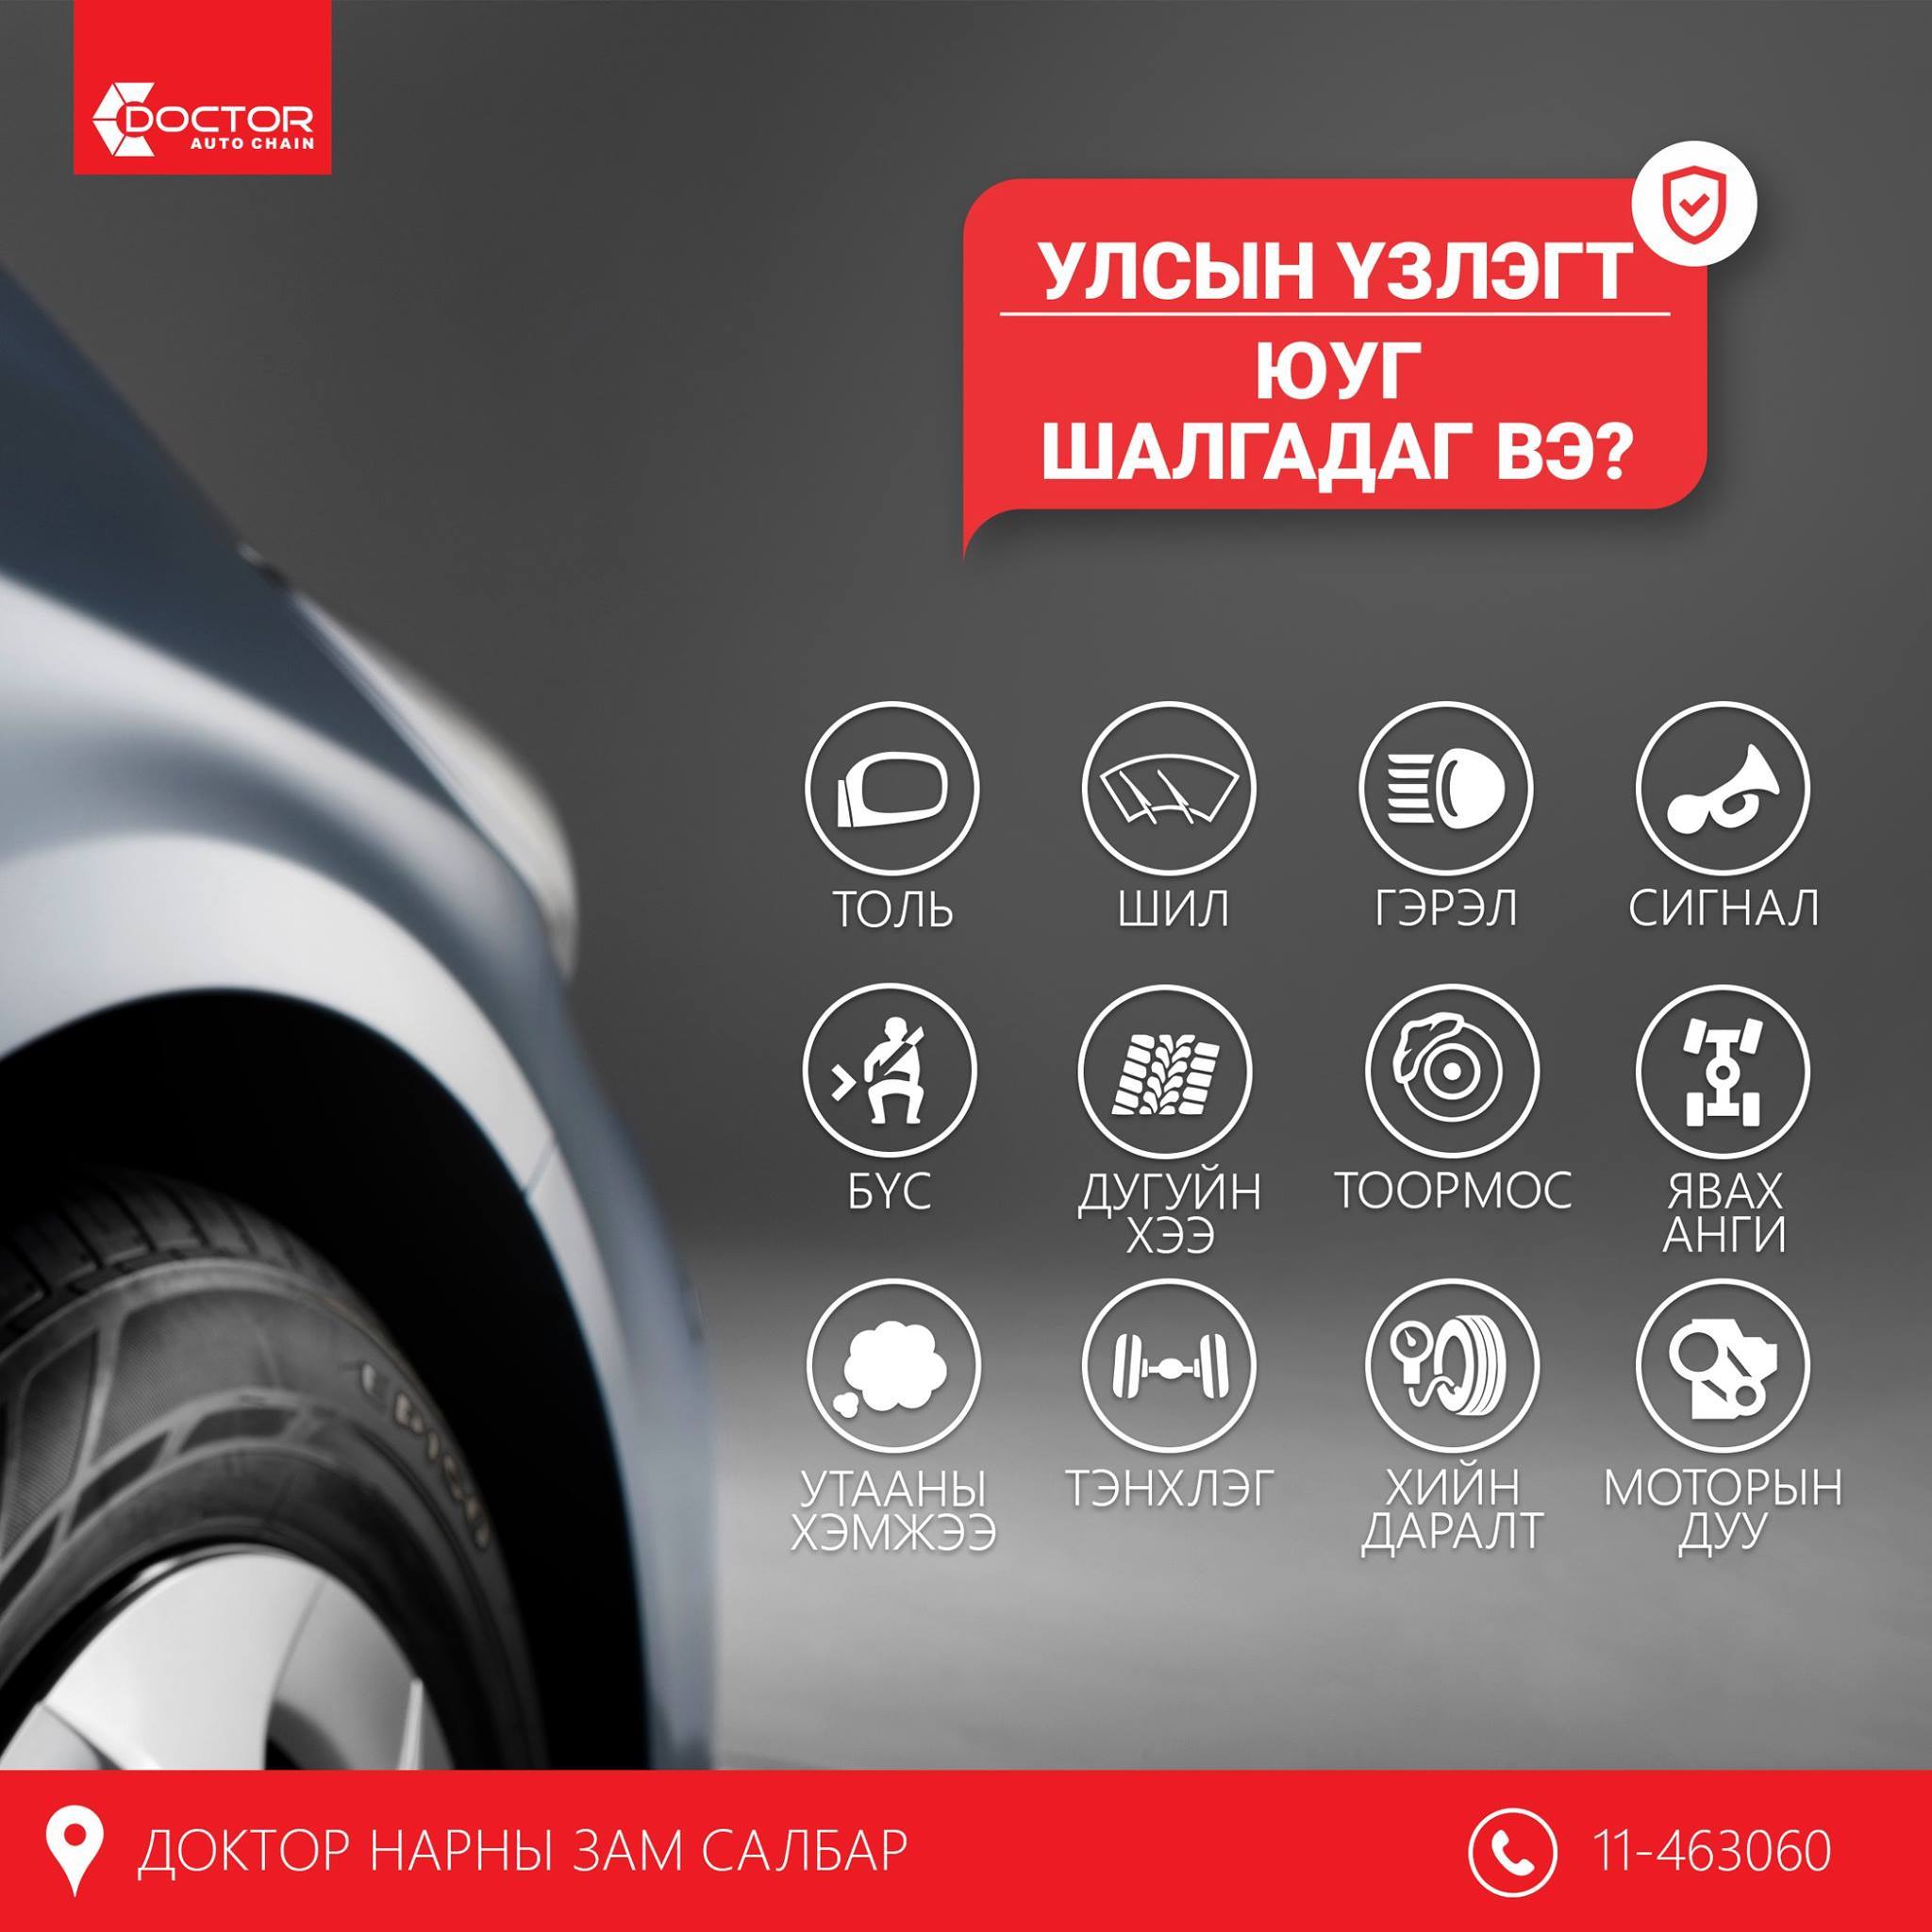 DOCTOR
AUTO CHAIN
УЛСЫН ҮЗЛЭГТ
ЮУГ
ШАЛГАДАГ ВЭ?
ТОЛЬ
ШИЛ
ГЭРЭЛ
СИГНАЛ
БҮС
ДУГУЙН
ХЭЭ
ТООРМОС
ЯВАХ
АНГИ
УТААНЫ
ХЭМЖЭЭ
ТЭНХЛЭГ
ХИЙН
ДАРАЛТ
МОТОРЫН
ДУУ
ДОКТОР НАРНЫ ЗАМ САЛБАР
11-463060